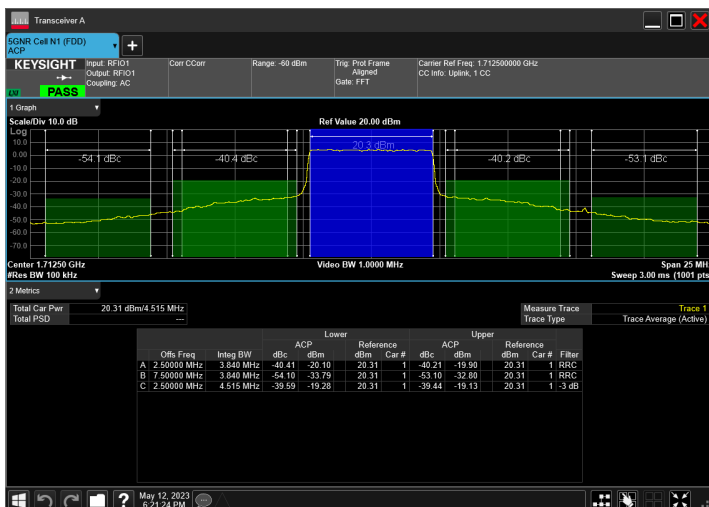 Transceiver A
5GNR Cell N1 (FDD)
ACP
+
KEYSIGHT
Input: RFIO1
Output: RFIO1
Coupling: AC
Corr CCorr
Range: -60 dBm
Trig: Prot Frame
Aligned
Gate: FFT
Carrier Ref Freq: 1.712500000 GHz
CC Info: Uplink, 1 CC
LXI PASS
1 Graph
Scale/Div 10.0 dB Ref Value 20.00 dBm
Log
10.0
20.3 dBm
0.00
-54.1 dBc -40.4 dBc -40.2 dBc -53.1 dBc
-10.0
-20.0
-30.0
-40.0
-50.0
-60.0
-70.0
Center 1.71250 GHz Video BW 1.0000 MHz Span 25 MH
#Res BW 100 kHz Sweep 3.00 ms (1001 pts
2 Metrics
Total Car Pwr 20.31 dBm/4.515 MHz Measure Trace Trace 1
Total PSD --- Trace Type Trace Average (Active)
Lower Upper
ACP Reference ACP Reference
Offs Freq Integ BW dBc dBm dBm Car # dBc dBm dBm Car # Filter
A 2.50000 MHz 3.840 MHz -40.41 -20.10 20.31 1 -40.21 -19.90 20.31 1 RRC
B 7.50000 MHz 3.840 MHz -54.10 -33.79 20.31 1 -53.10 -32.80 20.31 1 RRC
C 2.50000 MHz 4.515 MHz -39.59 -19.28 20.31 1 -39.44 -19.13 20.31 1 -3 dB
?
May 12, 2023
6:21:24 PM